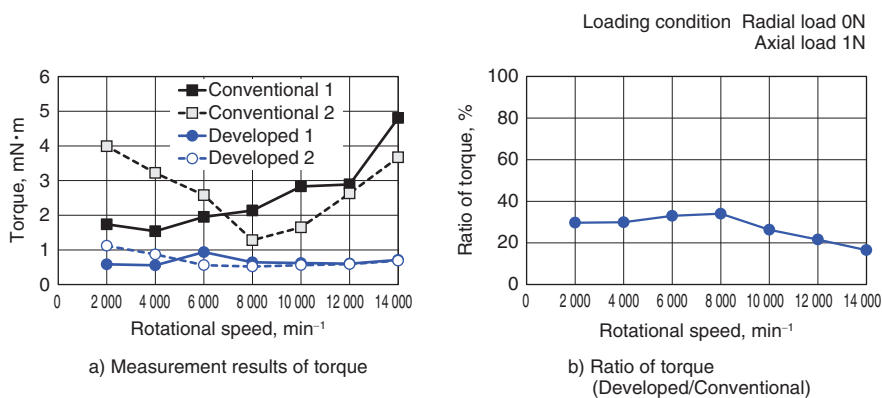 Loading condition Radial load 0N
Axial load 1N
6
5
4
3
2
1
0
Torque, mN·m
Conventional 1
Conventional 2
Developed 1
Developed 2
0 2 000 4 000 6 000 8 000 10 000 12 000 14 000
Rotational speed, min⁻¹
a) Measurement results of torque
100
80
60
40
20
0
Ratio of torque, %
0 2 000 4 000 6 000 8 000 10 000 12 000 14 000
Rotational speed, min⁻¹
b) Ratio of torque
(Developed/Conventional)